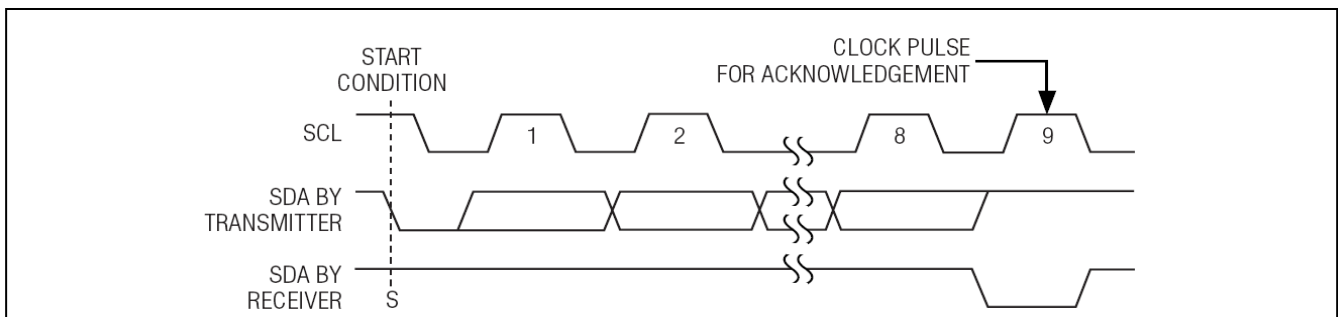 START
CONDITION
CLOCK PULSE
FOR ACKNOWLEDGEMENT
SCL
1
2
8
9
SDA BY
TRANSMITTER
SDA BY
RECEIVER
S